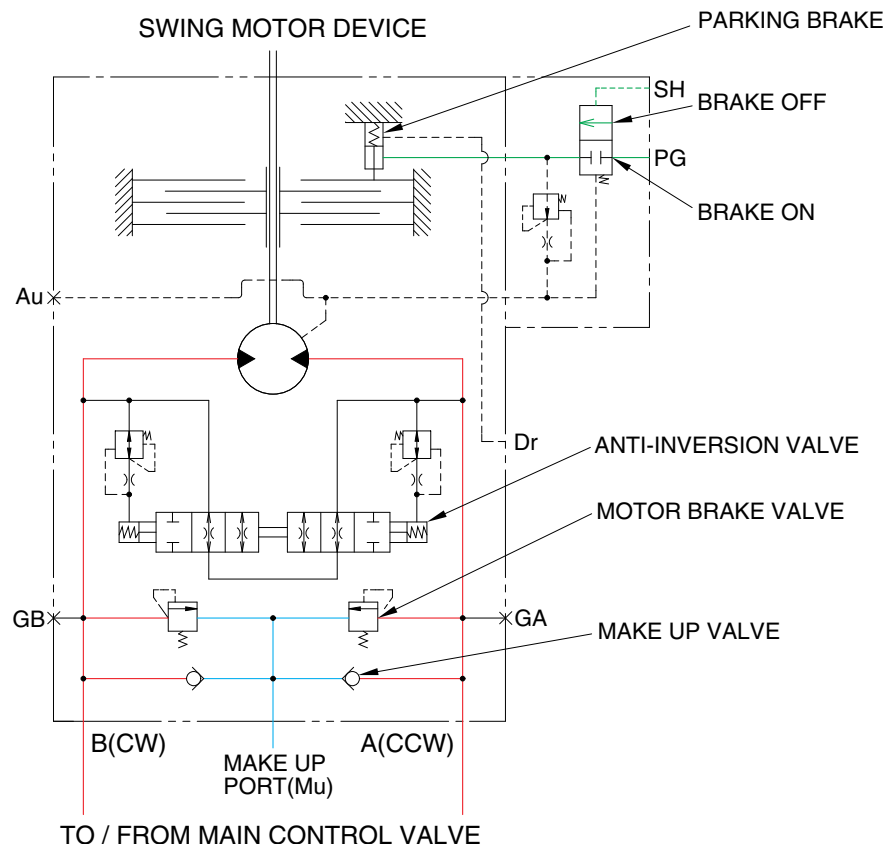 SWING MOTOR DEVICE
PARKING BRAKE
SH
BRAKE OFF
PG
BRAKE ON
Au
Dr
ANTI-INVERSION VALVE
MOTOR BRAKE VALVE
GB
GA
MAKE UP VALVE
B(CW)
A(CCW)
MAKE UP
PORT(Mu)
TO / FROM MAIN CONTROL VALVE